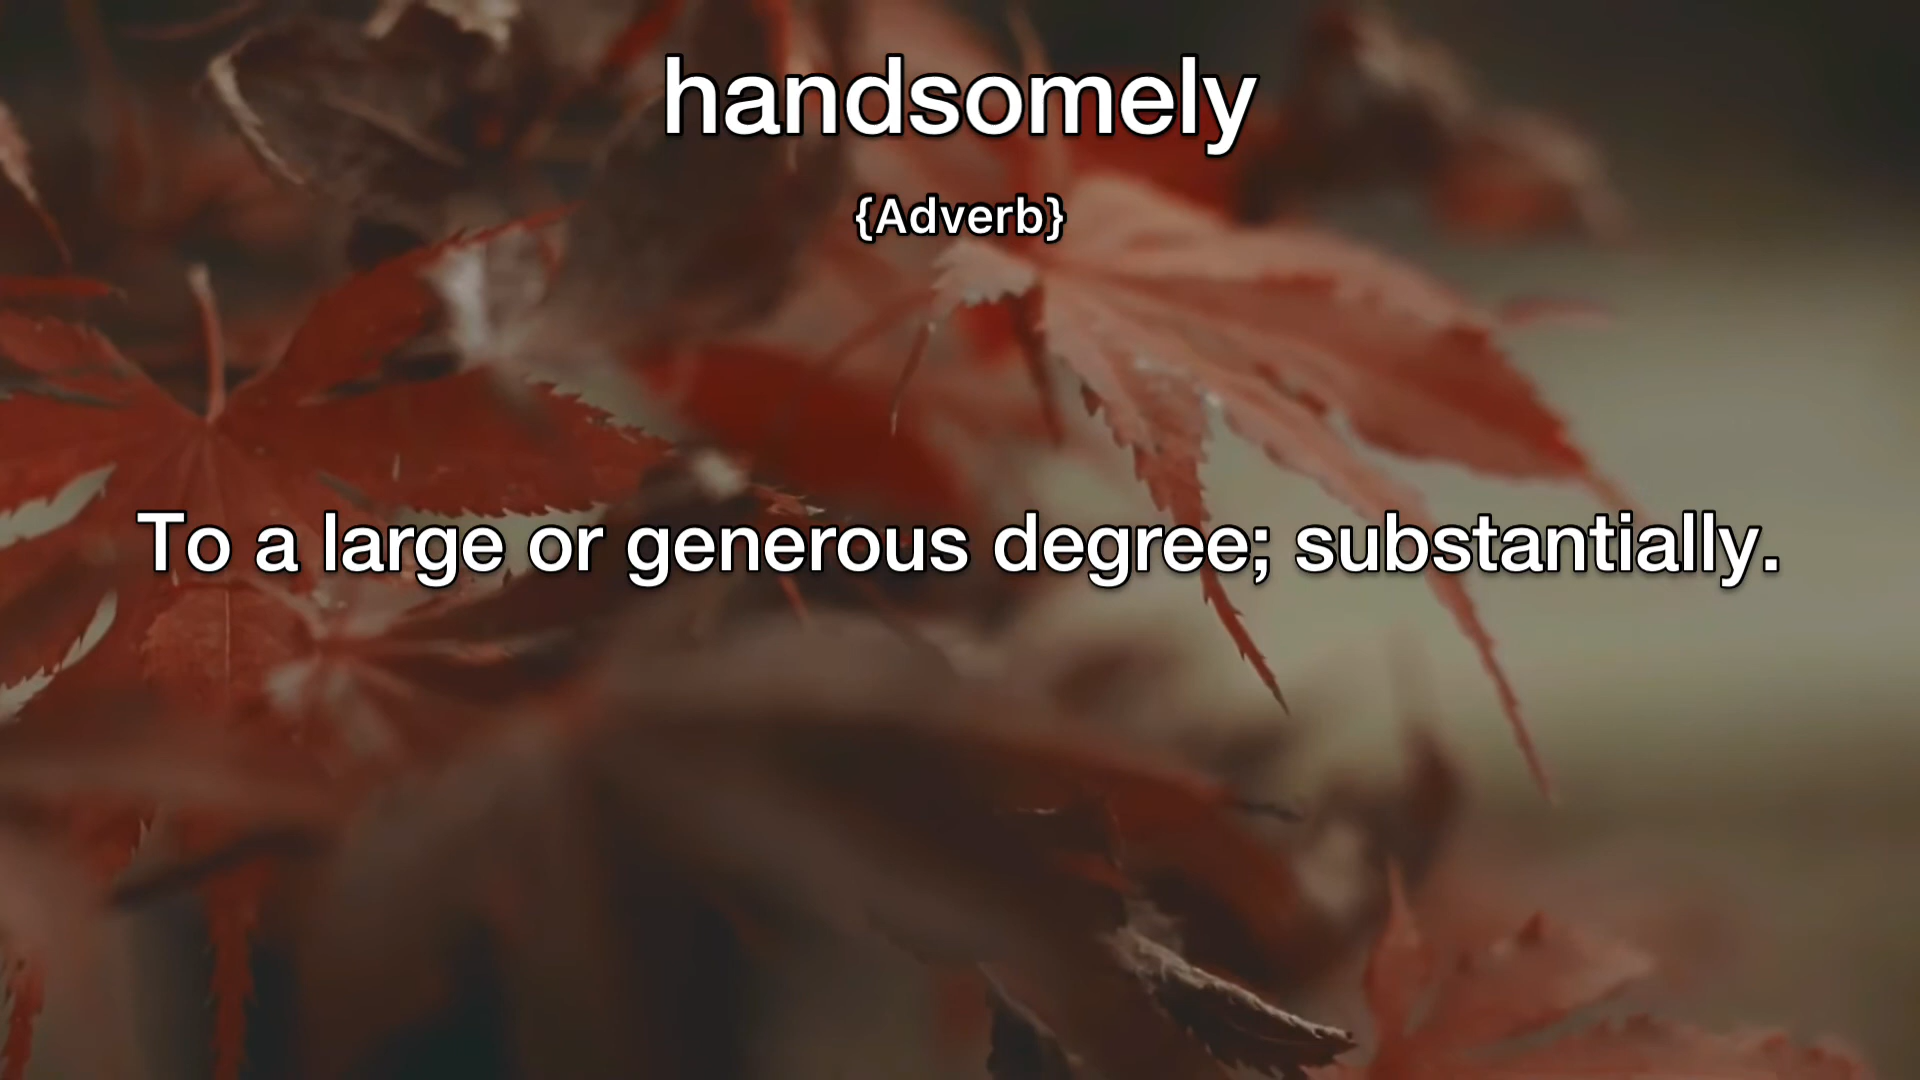 handsomely
{Adverb}
To a large or generous degree; substantially.